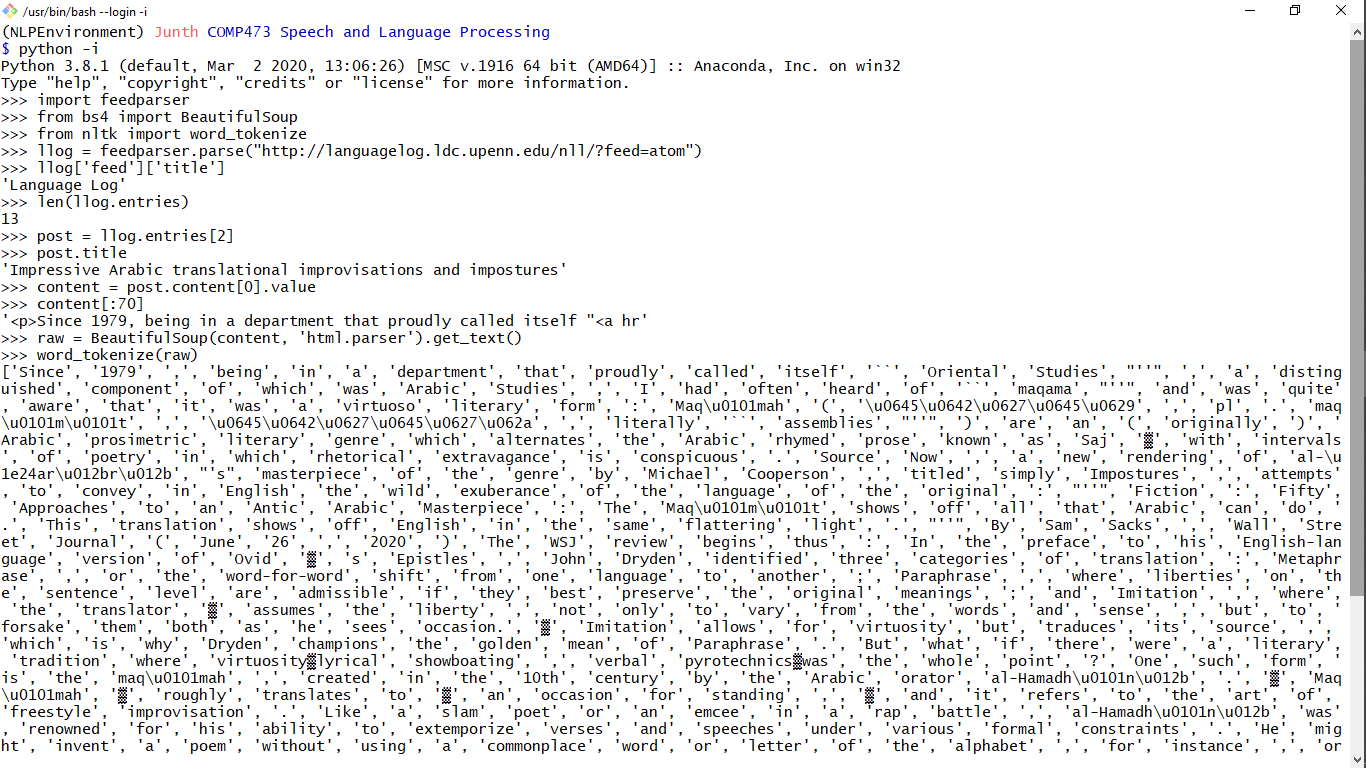 /usr/bin/bash --login -i
(NLPEnvironment) Junth COMP473 Speech and Language Processing
$ python -i
Python 3.8.1 (default, Mar  2 2020, 13:06:26) [MSC v.1916 64 bit (AMD64)] :: Anaconda, Inc. on win32
Type "help", "copyright", "credits" or "license" for more information.
>>> import feedparser
>>> from bs4 import BeautifulSoup
>>> from nltk import word_tokenize
>>> llog = feedparser.parse("http://languagelog.ldc.upenn.edu/nll/?feed=atom")
>>> llog['feed']['title']
'Language Log'
>>> len(llog.entries)
13
>>> post = llog.entries[2]
>>> post.title
'Impressive Arabic translational improvisations and impostures'
>>> content = post.content[0].value
>>> content[:70]
'<p>Since 1979, being in a department that proudly called itself "<a hr'
>>> raw = BeautifulSoup(content, 'html.parser').get_text()
>>> word_tokenize(raw)
['Since', '1979', ',', 'being', 'in', 'a', 'department', 'that', 'proudly', 'called', 'itself', '``', 'Oriental', 'Studies', "''", ',', 'a', 'disting
uished', 'component', 'of', 'which', 'was', 'Arabic', 'Studies', ',', 'I', 'had', 'often', 'heard', 'of', '``', 'maqama', "''", 'and', 'was', 'quite'
, 'aware', 'that', 'it', 'was', 'a', 'virtuoso', 'literary', 'form', ':', 'Maq\u0101mah', '(', '\u0645\u0642\u0627\u0645\u0629', ',', 'pl', '.', 'maq
\u0101m\u0101t', ',', '\u0645\u0642\u0627\u0645\u0627\u062a', ',', 'literally', '``', 'assemblies', "''", ')', 'are', 'an', '(', 'originally', ')', '
Arabic', 'prosimetric', 'literary', 'genre', 'which', 'alternates', 'the', 'Arabic', 'rhymed', 'prose', 'known', 'as', 'Saj', '▒', 'with', 'intervals
', 'of', 'poetry', 'in', 'which', 'rhetorical', 'extravagance', 'is', 'conspicuous', '.', 'Source', 'Now', ',', 'a', 'new', 'rendering', 'of', 'al-\u
1e24ar\u012br\u012b', "'s", 'masterpiece', 'of', 'the', 'genre', 'by', 'Michael', 'Cooperson', ',', 'titled', 'simply', 'Impostures', ',', 'attempts'
, 'to', 'convey', 'in', 'English', 'the', 'wild', 'exuberance', 'of', 'the', 'language', 'of', 'the', 'original', ':', "''", 'Fiction', ':', 'Fifty',
'Approaches', 'to', 'an', 'Antic', 'Arabic', 'Masterpiece', ':', 'The', 'Maq\u0101m\u0101t', 'shows', 'off', 'all', 'that', 'Arabic', 'can', 'do', '
.', 'This', 'translation', 'shows', 'off', 'English', 'in', 'the', 'same', 'flattering', 'light', '.', "''", 'By', 'Sam', 'Sacks', ',', 'Wall', 'Stre
et', 'Journal', '(', 'June', '26', ',', '2020', ')', 'The', 'WSJ', 'review', 'begins', 'thus', ':', 'In', 'the', 'preface', 'to', 'his', 'English-lan
guage', 'version', 'of', 'Ovid', '▒', 's', 'Epistles', ',', 'John', 'Dryden', 'identified', 'three', 'categories', 'of', 'translation', ':', 'Metaphr
ase', ',', 'or', 'the', 'word-for-word', 'shift', 'from', 'one', 'language', 'to', 'another', ';', 'Paraphrase', ',', 'where', 'liberties', 'on', 'th
e', 'sentence', 'level', 'are', 'admissible', 'if', 'they', 'best', 'preserve', 'the', 'original', 'meanings', ';', 'and', 'Imitation', ',', 'where',
'the', 'translator', '▒', 'assumes', 'the', 'liberty', ',', 'not', 'only', 'to', 'vary', 'from', 'the', 'words', 'and', 'sense', ',', 'but', 'to', '
forsake', 'them', 'both', 'as', 'he', 'sees', 'occasion.', '▒', 'Imitation', 'allows', 'for', 'virtuosity', 'but', 'traduces', 'its', 'source', ',',
'which', 'is', 'why', 'Dryden', 'champions', 'the', 'golden', 'mean', 'of', 'Paraphrase', '.', 'But', 'what', 'if', 'there', 'were', 'a', 'literary',
'tradition', 'where', 'virtuosity▒lyrical', 'showboating', ',', 'verbal', 'pyrotechnics▒was', 'the', 'whole', 'point', '?', 'One', 'such', 'form', '
is', 'the', 'maq\u0101mah', ',', 'created', 'in', 'the', '10th', 'century', 'by', 'the', 'Arabic', 'orator', 'al-Hamadh\u0101n\u012b', '.', '▒', 'Maq
\u0101mah', '▒', 'roughly', 'translates', 'to', '▒', 'an', 'occasion', 'for', 'standing', ',', '▒', 'and', 'it', 'refers', 'to', 'the', 'art', 'of',
'freestyle', 'improvisation', '.', 'Like', 'a', 'slam', 'poet', 'or', 'an', 'emcee', 'in', 'a', 'rap', 'battle', ',', 'al-Hamadh\u0101n\u012b', 'was'
, 'renowned', 'for', 'his', 'ability', 'to', 'extemporize', 'verses', 'and', 'speeches', 'under', 'various', 'formal', 'constraints', '.', 'He', 'mig
ht', 'invent', 'a', 'poem', 'without', 'using', 'a', 'commonplace', 'word', 'or', 'letter', 'of', 'the', 'alphabet', ',', 'for', 'instance', ',', 'or